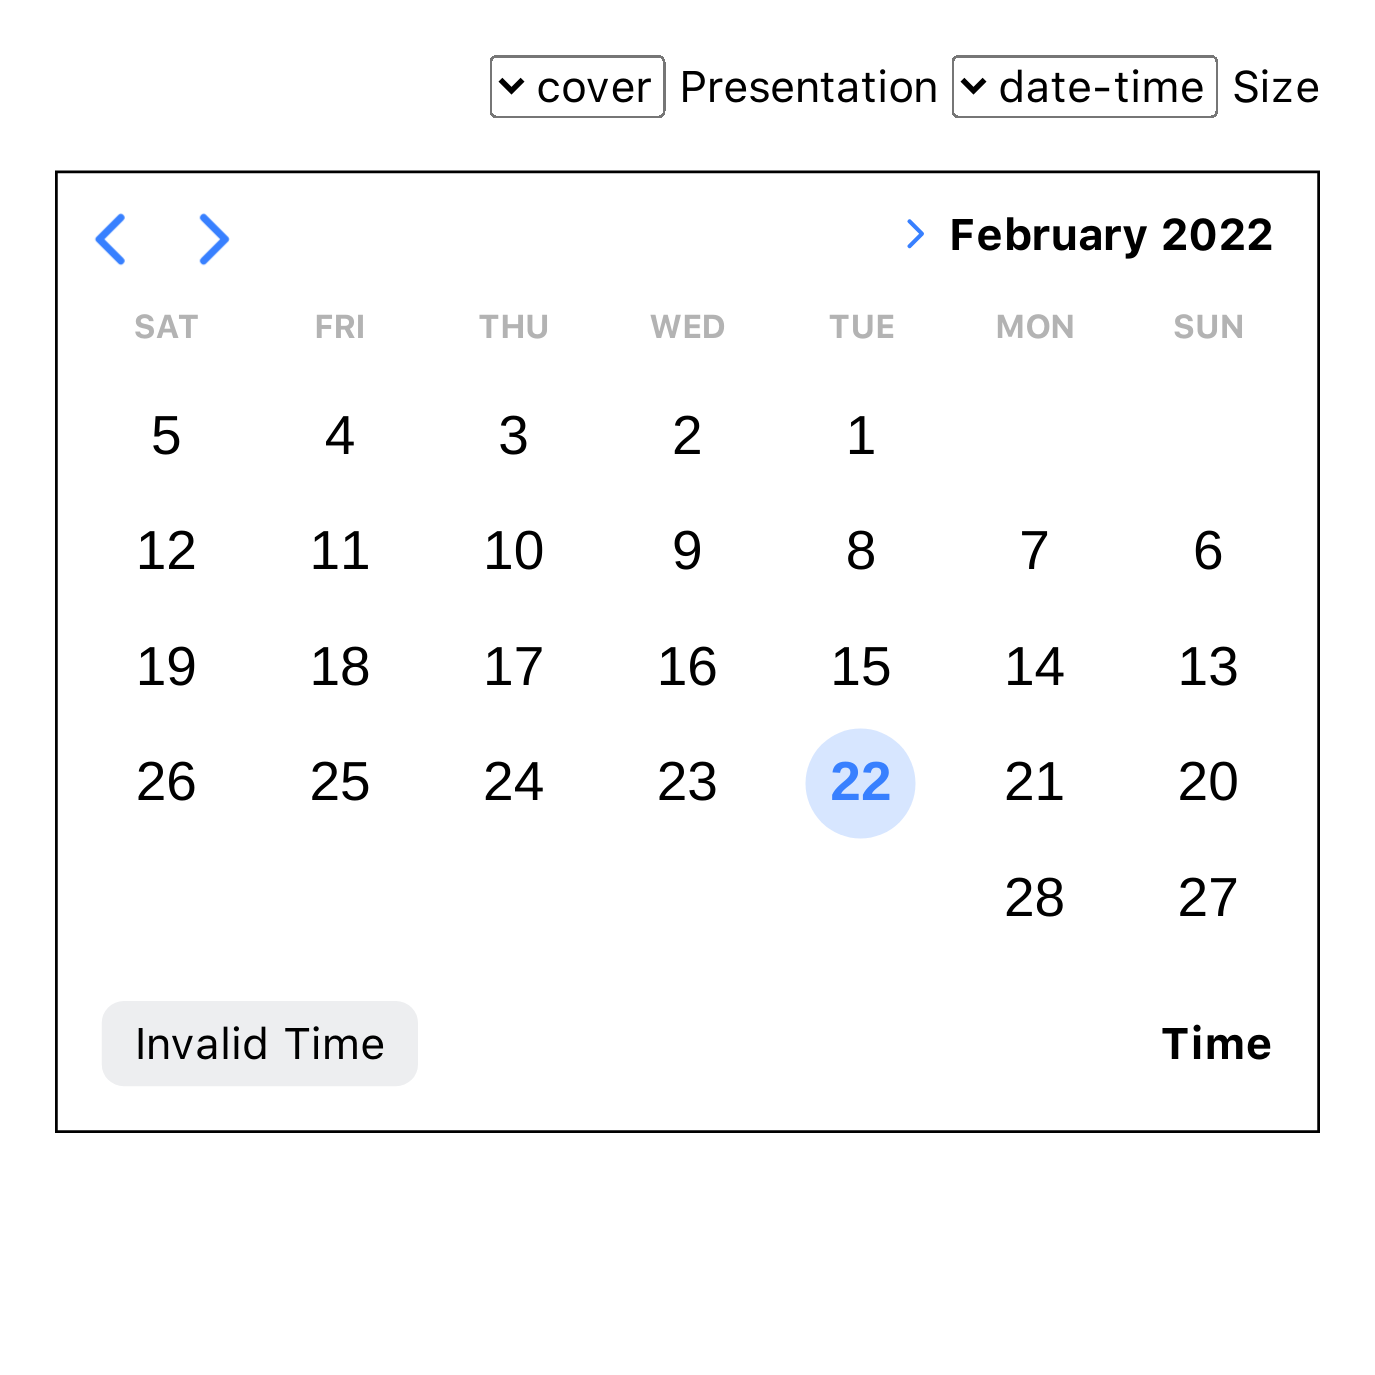 cover Presentation date-time Size
February 2022
SAT FRI THU WED TUE MON SUN
5 4 3 2 1
12 11 10 9 8 7 6
19 18 17 16 15 14 13
26 25 24 23 22 21 20
28 27
Invalid Time Time